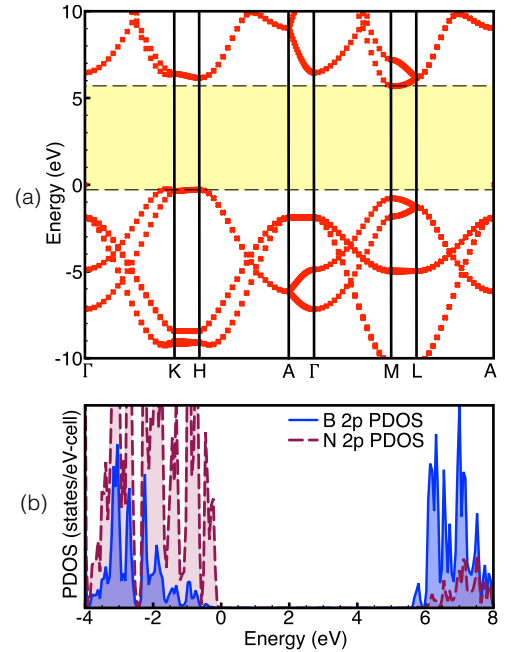 (a)
Energy (eV)
10
5
0
-5
-10
Γ K H A Γ M L A
(b)
PDOS (states/eV-cell)
B 2p PDOS
N 2p PDOS
-4 -2 0 2 4 6 8
Energy (eV)